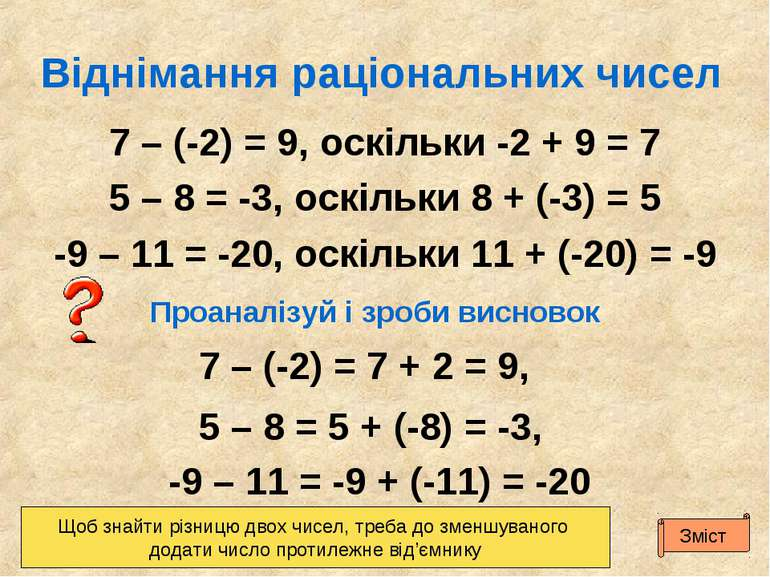 Віднімання раціональних чисел
7 – (-2) = 9, оскільки -2 + 9 = 7
5 – 8 = -3, оскільки 8 + (-3) = 5
-9 – 11 = -20, оскільки 11 + (-20) = -9
Проаналізуй і зроби висновок
7 – (-2) = 7 + 2 = 9,
5 – 8 = 5 + (-8) = -3,
-9 – 11 = -9 + (-11) = -20
Щоб знайти різницю двох чисел, треба до зменшуваного
додати число протилежне від'ємнику
Зміст